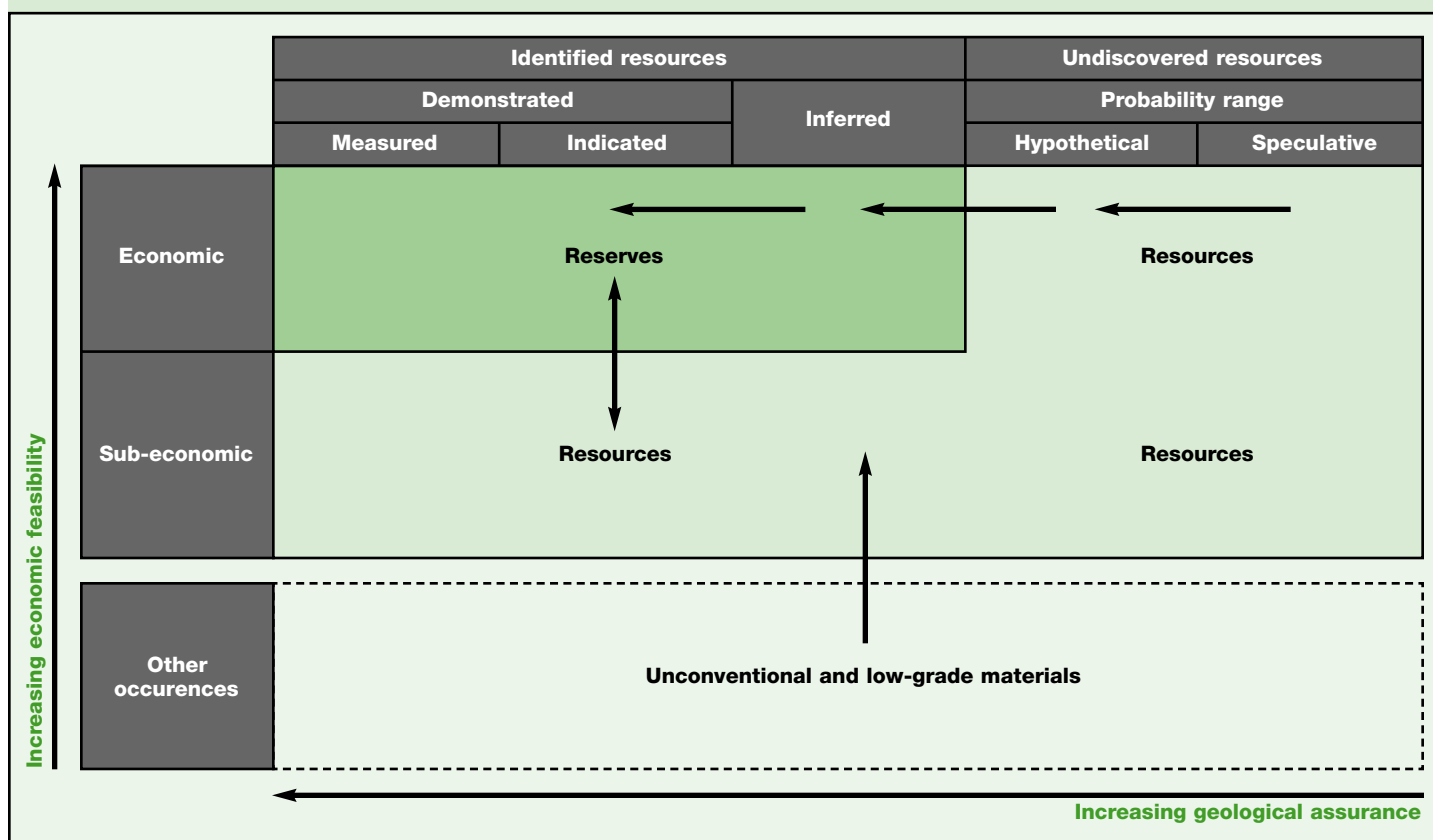 Identified resources
Undiscovered resources
Demonstrated
Inferred
Probability range
Measured
Indicated
Hypothetical
Speculative
Economic
Reserves
Resources
Sub-economic
Resources
Resources
Other
occurences
Unconventional and low-grade materials
Increasing economic feasibility
Increasing geological assurance